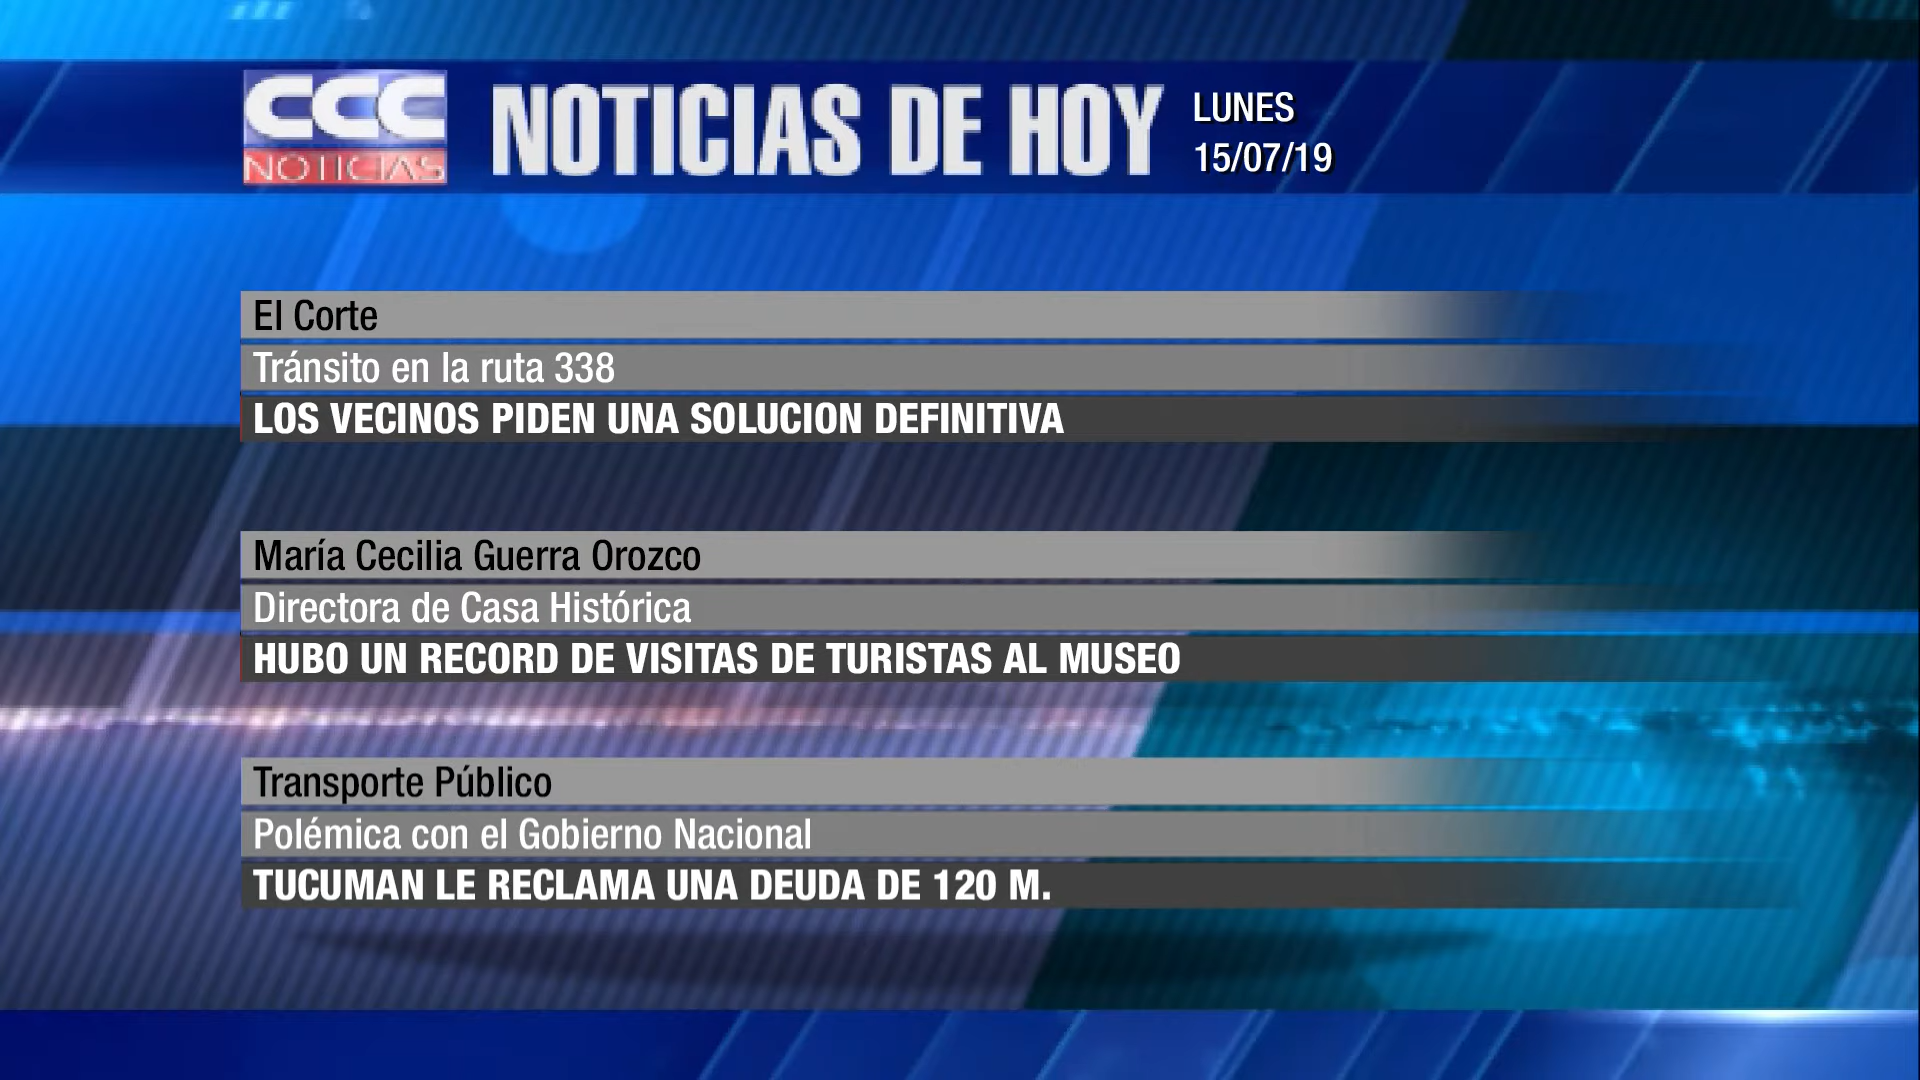 CCC
NOTICIAS
NOTICIAS DE HOY
LUNES
15/07/19
El Corte
Tránsito en la ruta 338
LOS VECINOS PIDEN UNA SOLUCION DEFINITIVA
María Cecilia Guerra Orozco
Directora de Casa Histórica
HUBO UN RECORD DE VISITAS DE TURISTAS AL MUSEO
Transporte Público
Polémica con el Gobierno Nacional
TUCUMAN LE RECLAMA UNA DEUDA DE 120 M.